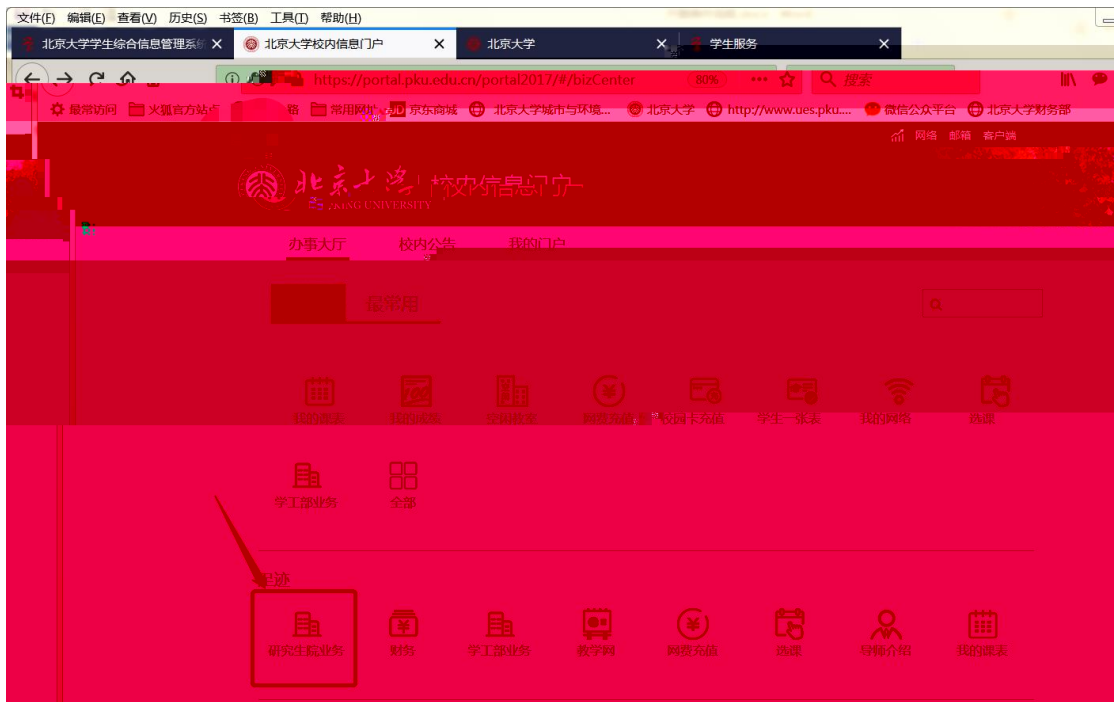 文件(F) 编辑(E) 查看(V) 历史(S) 书签(B) 工具(T) 帮助(H)
北京大学学生综合信息管理系统 × 北京大学校内信息门户 × 北京大学 × 学生服务 ×
https://portal.pku.edu.cn/portal2017/#/bizCenter 80% ··· 搜索
最常访问 火狐官方站点 常用网址 JD 京东商城 北京大学城市与环境... 北京大学 http://www.ues.pku.... 微信公众平台 北京大学财务部
网络 邮箱 客户端
北京大学 校内信息门户
PEKING UNIVERSITY
办事大厅 校内公告 我的门户
最常用
我的课表 我的成绩 空闲教室 网费充值 校园卡充值 学生一张表 我的网络 选课
学工部业务 全部
足迹
研究生院业务 财务 学工部业务 教学网 网费充值 选课 导师介绍 我的课表